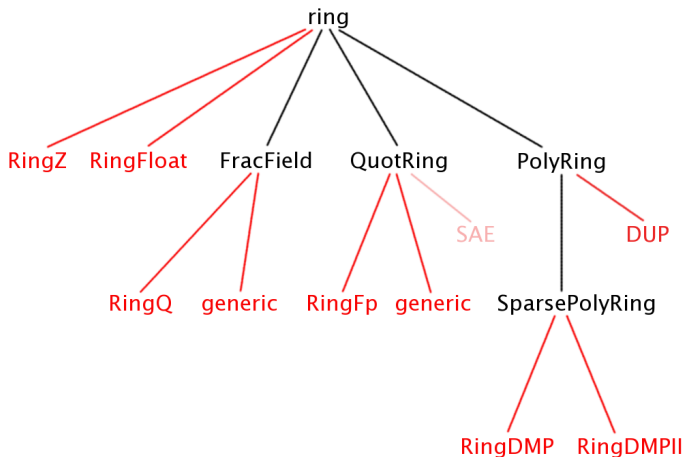 ring
RingZ RingFloat FracField QuotRing PolyRing
SAE DUP
RingQ generic RingFp generic SparsePolyRing
RingDMP RingDMPII